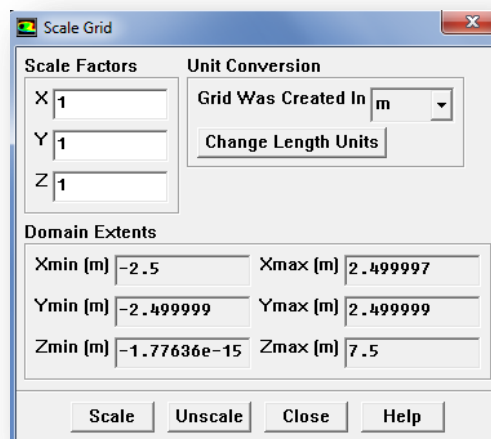 Scale Grid
Scale Factors
X 1
Y 1
Z 1
Unit Conversion
Grid Was Created In m
Change Length Units
Domain Extents
Xmin (m) -2.5 Xmax (m) 2.499997
Ymin (m) -2.499999 Ymax (m) 2.499999
Zmin (m) -1.77636e-15 Zmax (m) 7.5
Scale Unscale Close Help